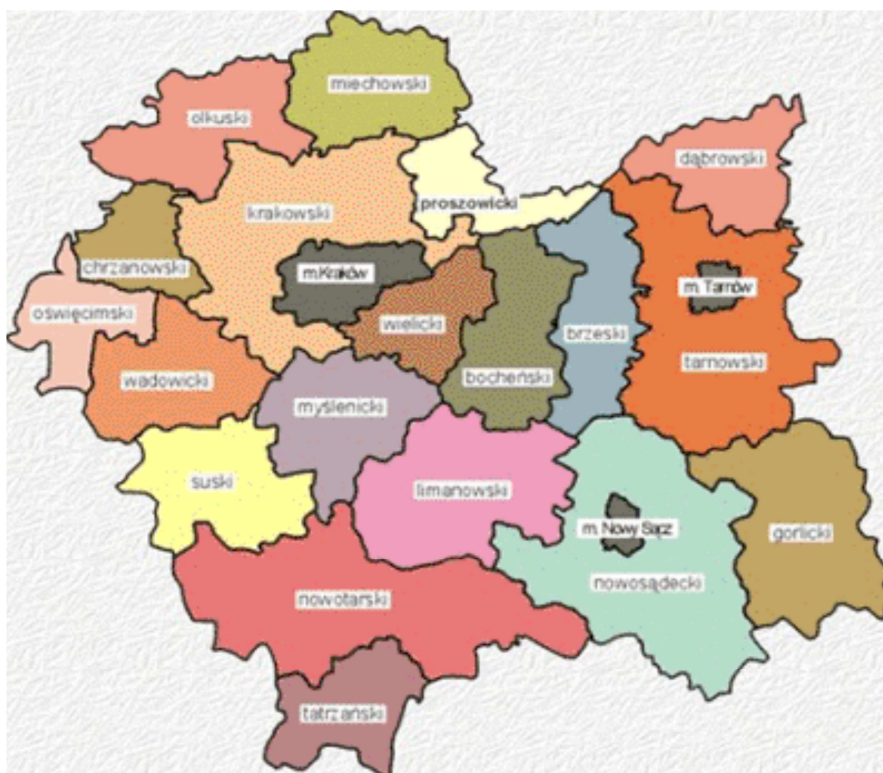 miechowski
olkuski
dąbrowski
proszowicki
krakowski
chrzanowski
m.Kraków
m. Tarnów
oświęcimski
wielicki
brzeski
tarnowski
wadowicki
bocheński
myślenicki
suski
limanowski
m. Nowy Sącz
gorlicki
nowosądecki
nowotarski
tatrzański